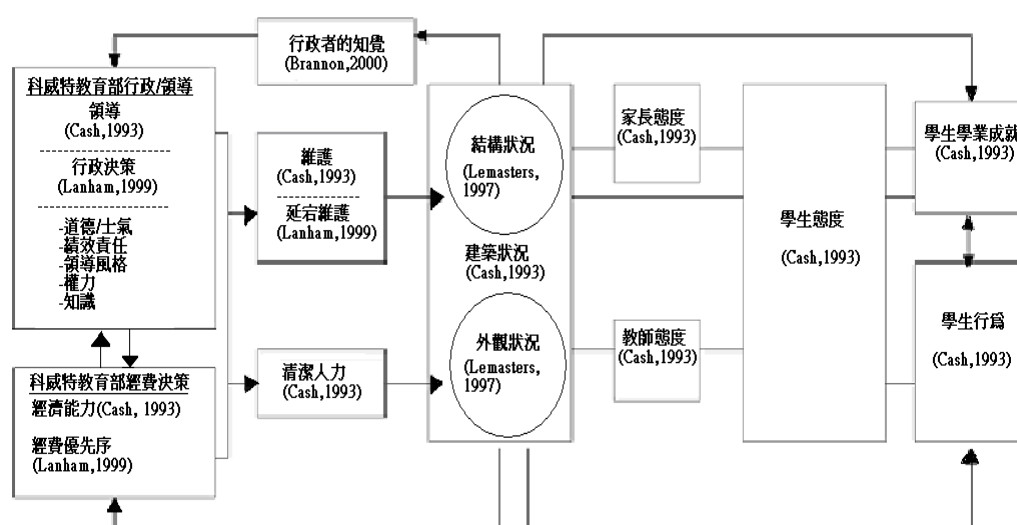 行政者的知覺
(Brannon,2000)
科威特教育部行政/領導
領導
(Cash,1993)
行政決策
(Lanham,1999)
-道德/士氣
-績效責任
-領導風格
-權力
-知識
科威特教育部經費決策
經濟能力(Cash, 1993)
經費優先序
(Lanham,1999)
維護
(Cash,1993)
延宕維護
(Lanham,1999)
清潔人力
(Cash,1993)
結構狀況
(Lemasters,
1997)
建築狀況
(Cash,1993)
外觀狀況
(Lemasters,
1997)
家長態度
(Cash,1993)
教師態度
(Cash,1993)
學生態度
(Cash,1993)
學生學業成就
(Cash,1993)
學生行為
(Cash,1993)